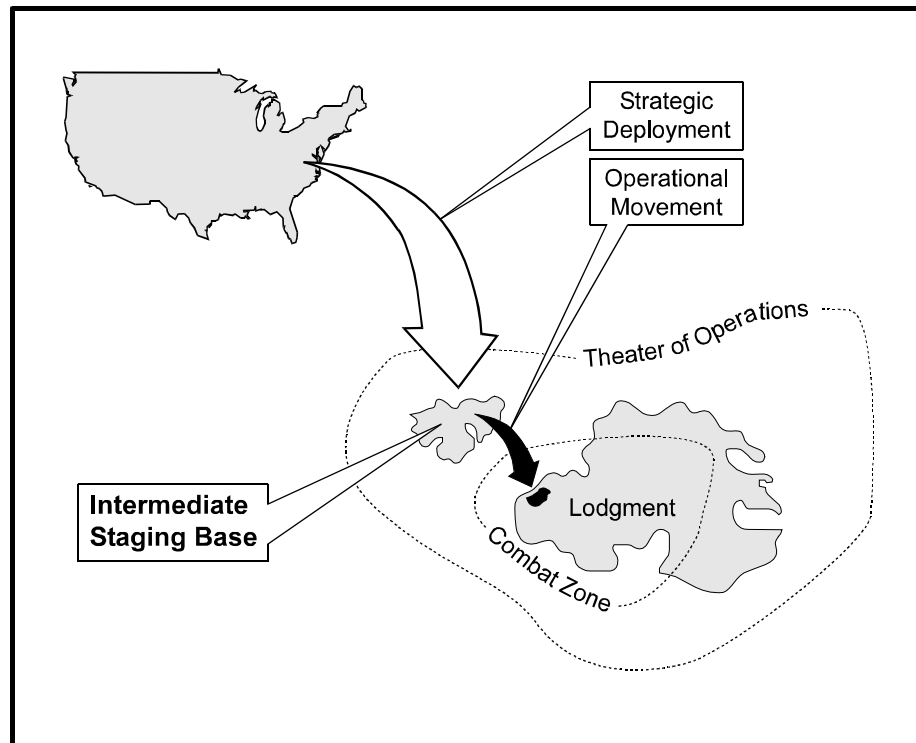 Strategic
Deployment
Operational
Movement
Theater of Operations
Intermediate
Staging Base
Lodgment
Combat Zone